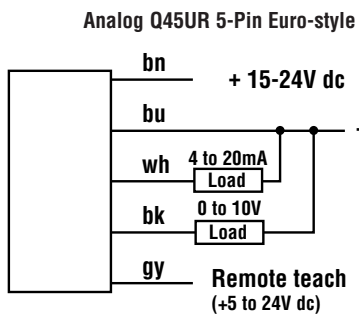 Analog Q45UR 5-Pin Euro-style
bn
+ 15-24V dc
bu
wh
4 to 20mA
Load
bk
0 to 10V
Load
gy
Remote teach
(+5 to 24V dc)